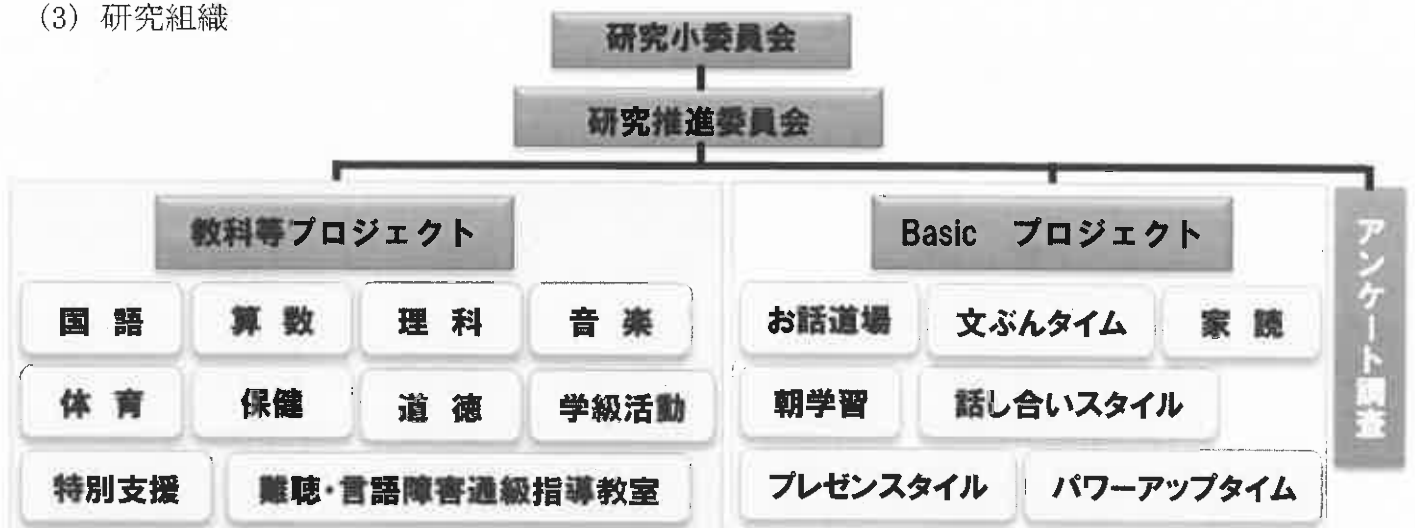 (3) 研究組織
研究小委員会
研究推進委員会
教科等プロジェクト
国語 算数 理科 音楽
体育 保健 道徳 学級活動
特別支援 難聴・言語障害通級指導教室
Basic プロジェクト
お話道場 文ぶんタイム 家読
朝学習 話し合いスタイル
プレゼンスタイル パワーアップタイム
アンケート調査